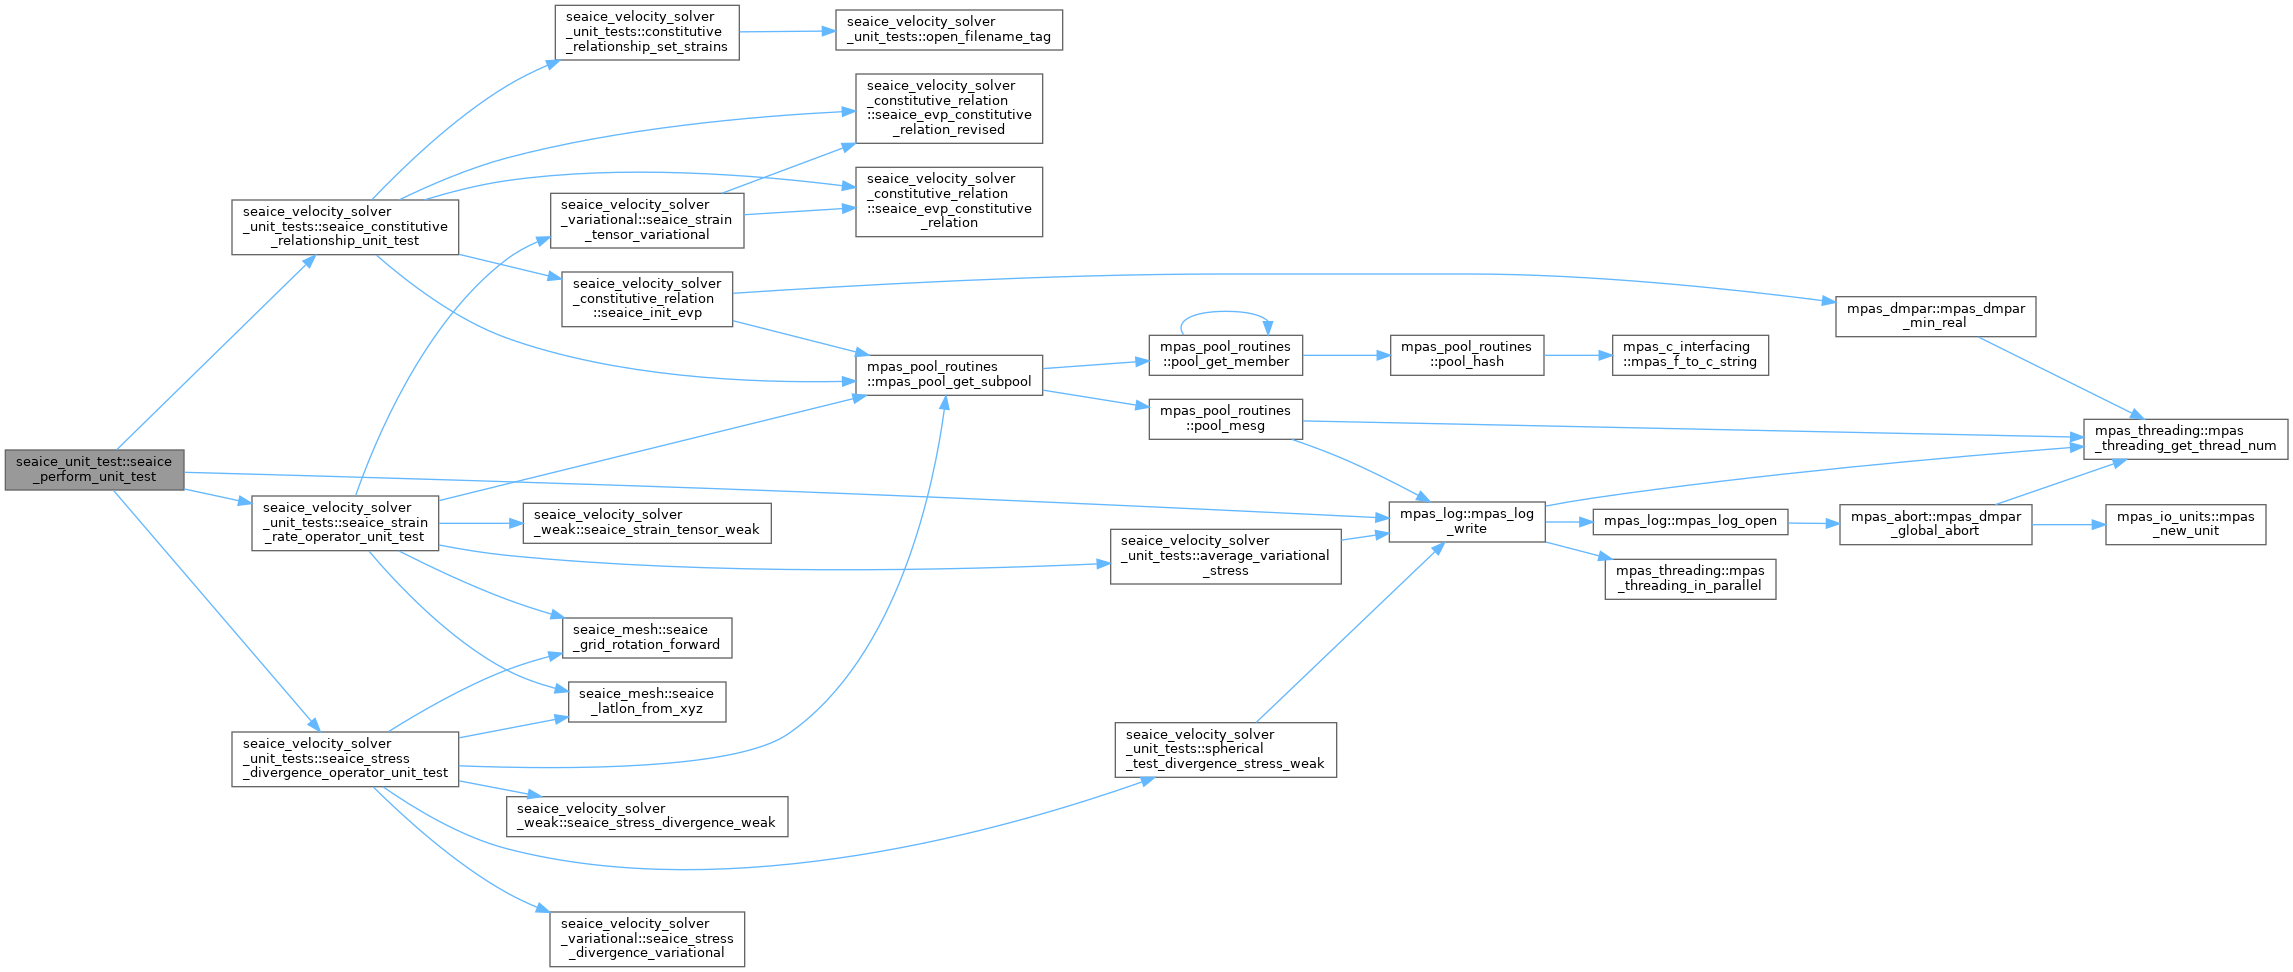 seaice_unit_test::seaice
_perform_unit_test
seaice_velocity_solver
_unit_tests::seaice_constitutive
_relationship_unit_test
seaice_velocity_solver
_unit_tests::constitutive
_relationship_set_strains
seaice_velocity_solver
_unit_tests::open_filename_tag
seaice_velocity_solver
_constitutive_relation
::seaice_evp_constitutive
_relation_revised
seaice_velocity_solver
_constitutive_relation
::seaice_evp_constitutive
_relation
seaice_velocity_solver
_variational::seaice_strain
_tensor_variational
seaice_velocity_solver
_constitutive_relation
::seaice_init_evp
mpas_pool_routines
::mpas_pool_get_subpool
mpas_pool_routines
::pool_get_member
mpas_pool_routines
::pool_hash
mpas_c_interfacing
::mpas_f_to_c_string
mpas_dmpar::mpas_dmpar
_min_real
mpas_pool_routines
::pool_mesg
mpas_threading::mpas
_threading_get_thread_num
seaice_velocity_solver
_unit_tests::seaice_strain
_rate_operator_unit_test
seaice_velocity_solver
_weak::seaice_strain_tensor_weak
seaice_velocity_solver
_unit_tests::average_variational
_stress
mpas_log::mpas_log
_write
mpas_log::mpas_log_open
mpas_abort::mpas_dmpar
_global_abort
mpas_io_units::mpas
_new_unit
mpas_threading::mpas
_threading_in_parallel
seaice_mesh::seaice
_grid_rotation_forward
seaice_mesh::seaice
_latlon_from_xyz
seaice_velocity_solver
_unit_tests::seaice_stress
_divergence_operator_unit_test
seaice_velocity_solver
_unit_tests::spherical
_test_divergence_stress_weak
seaice_velocity_solver
_weak::seaice_stress_divergence_weak
seaice_velocity_solver
_variational::seaice_stress
_divergence_variational